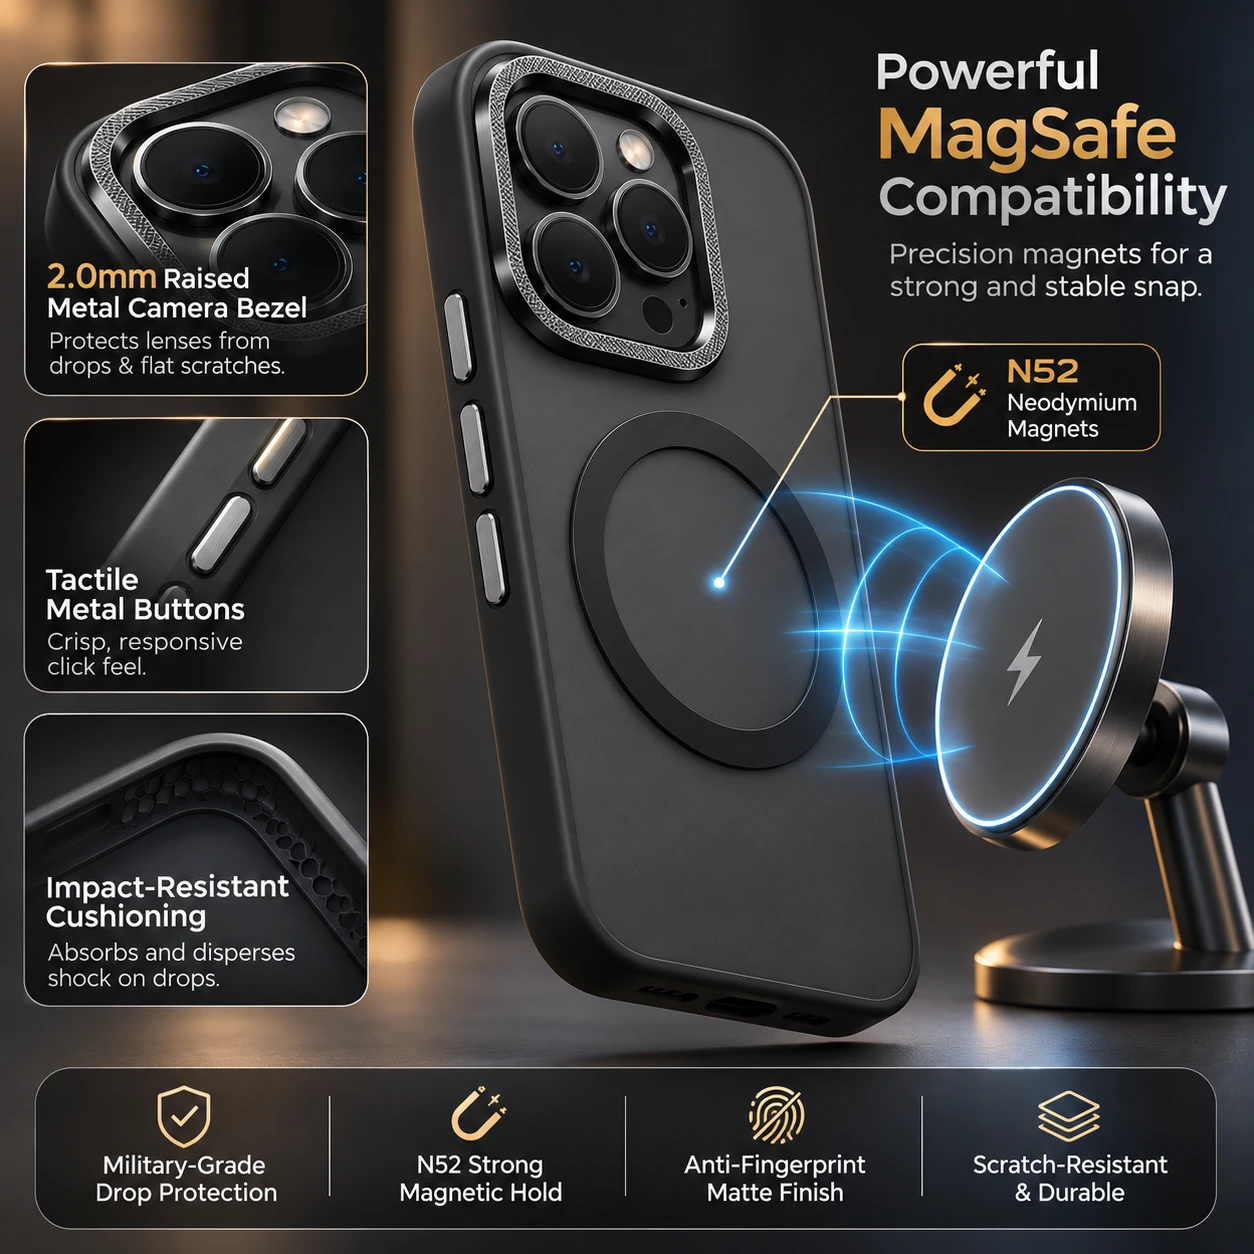 Powerful
MagSafe
Compatibility
Precision magnets for a
strong and stable snap.
N52
Neodymium
Magnets
2.0mm Raised
Metal Camera Bezel
Protects lenses from
drops & flat scratches.
Tactile
Metal Buttons
Crisp, responsive
click feel.
Impact-Resistant
Cushioning
Absorbs and disperses
shock on drops.
Military-Grade
Drop Protection
N52 Strong
Magnetic Hold
Anti-Fingerprint
Matte Finish
Scratch-Resistant
& Durable